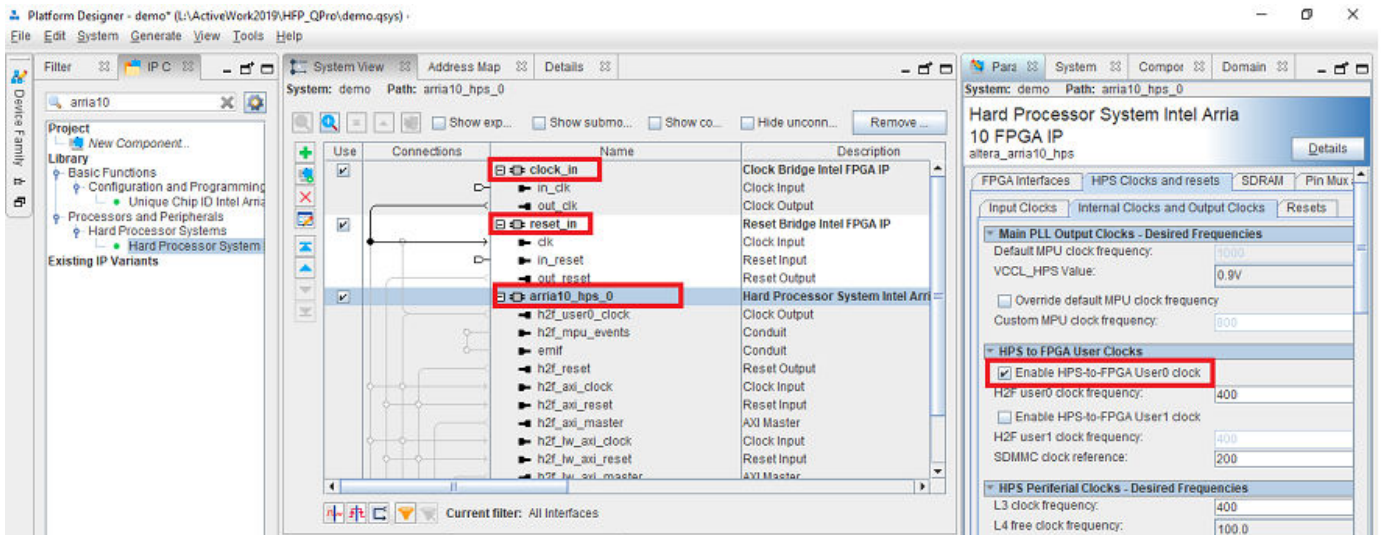 Platform Designer - demo* (L:\ActiveWork2019\HFP_QPro\demo.qsys)
File Edit System Generate View Tools Help
Device Family
Filter IP C
arria10
Project
New Component...
Library
Basic Functions
Configuration and Programming
Unique Chip ID Intel Arria
Processors and Peripherals
Hard Processor Systems
Hard Processor System
Existing IP Variants
System View Address Map Details
System: demo Path: arria10_hps_0
Show exp... Show submo... Show co... Hide unconn... Remove ...
Use Connections Name Description
clock_in Clock Bridge Intel FPGA IP
in_clk Clock Input
out_clk Clock Output
reset_in Reset Bridge Intel FPGA IP
clk Clock Input
in_reset Reset Input
out_reset Reset Output
arria10_hps_0 Hard Processor System Intel Arri
h2f_user0_clock Clock Output
h2f_mpu_events Conduit
emif Conduit
h2f_reset Reset Output
h2f_axi_clock Clock Input
h2f_axi_reset Reset Input
h2f_axi_master AXI Master
h2f_lw_axi_clock Clock Input
h2f_lw_axi_reset Reset Input
h2f_lw_axi_master AXI Master
Current filter: All Interfaces
Para System Compor Domain
System: demo Path: arria10_hps_0
Hard Processor System Intel Arria
10 FPGA IP
altera_arria10_hps
Details
FPGA Interfaces HPS Clocks and resets SDRAM Pin Mux
Input Clocks Internal Clocks and Output Clocks Resets
Main PLL Output Clocks - Desired Frequencies
Default MPU clock frequency: 1000
VCCL_HPS Value: 0.9V
Override default MPU clock frequency
Custom MPU clock frequency: 800
HPS to FPGA User Clocks
Enable HPS-to-FPGA User0 clock
H2F user0 clock frequency: 400
Enable HPS-to-FPGA User1 clock
H2F user1 clock frequency: 400
SDMMC clock reference: 200
HPS Periferial Clocks - Desired Frequencies
L3 clock frequency: 400
L4 free clock frequency: 100.0